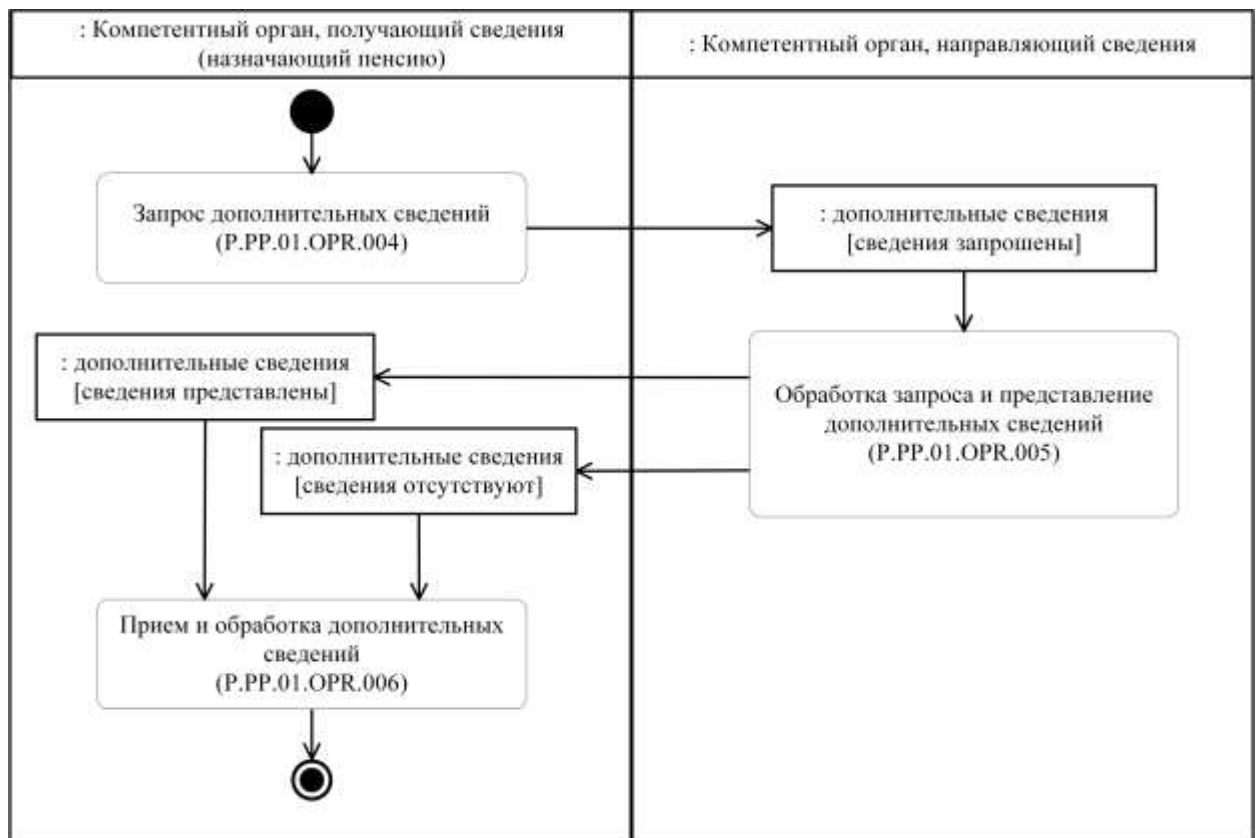 : Компетентный орган, получающий сведения
(назначающий пенсию)
: Компетентный орган, направляющий сведения
Запрос дополнительных сведений
(P.PP.01.OPR.004)
: дополнительные сведения
[сведения запрошены]
: дополнительные сведения
[сведения представлены]
Обработка запроса и представление
дополнительных сведений
(P.PP.01.OPR.005)
: дополнительные сведения
[сведения отсутствуют]
Прием и обработка дополнительных
сведений
(P.PP.01.OPR.006)